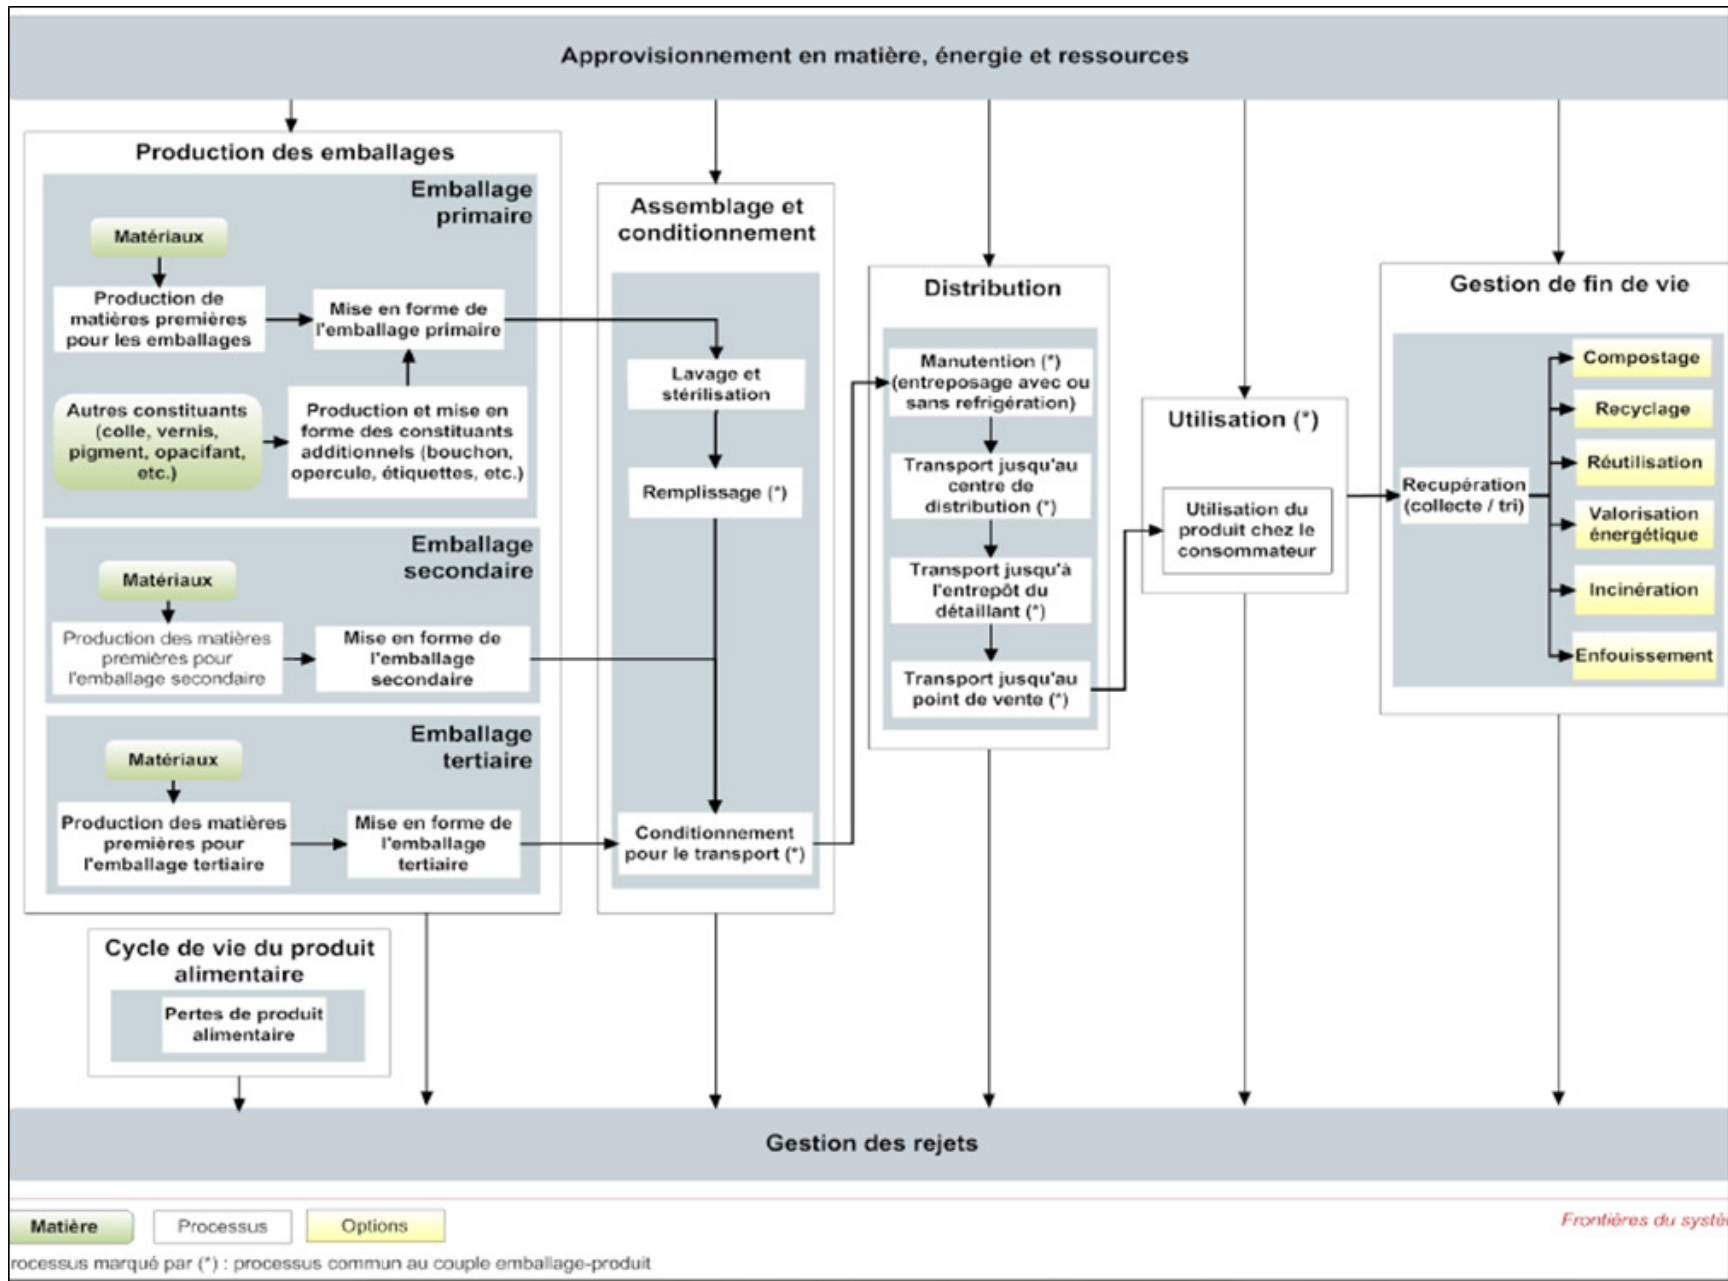 Approvisionnement en matière, énergie et ressources
Production des emballages
Emballage
primaire
Matériaux
Production de
matières premières
pour les emballages
Mise en forme de
l'emballage primaire
Autres constituants
(colle, vernis,
pigment, opacifant,
etc.)
Production et mise en
forme des constituants
additionnels (bouchon,
opercule, étiquettes, etc.)
Emballage
secondaire
Matériaux
Production des matières
premières pour
l'emballage secondaire
Mise en forme de
l'emballage
secondaire
Emballage
tertiaire
Matériaux
Production des matières
premières pour
l'emballage tertiaire
Mise en forme de
l'emballage
tertiaire
Cycle de vie du produit
alimentaire
Pertes de produit
alimentaire
Assemblage et
conditionnement
Lavage et
stérilisation
Remplissage (*)
Conditionnement
pour le transport (*)
Distribution
Manutention (*)
(entreposage avec ou
sans refrigération)
Transport jusqu'au
centre de
distribution (*)
Transport jusqu'à
l'entrepôt du
détaillant (*)
Transport jusqu'au
point de vente (*)
Utilisation (*)
Utilisation du
produit chez le
consommateur
Gestion de fin de vie
Recupération
(collecte / tri)
Compostage
Recyclage
Réutilisation
Valorisation
énergétique
Incinération
Enfouissement
Gestion des rejets
Matière
Processus
Options
Frontières du systè
rocessus marqué par (*) : processus commun au couple emballage-produit